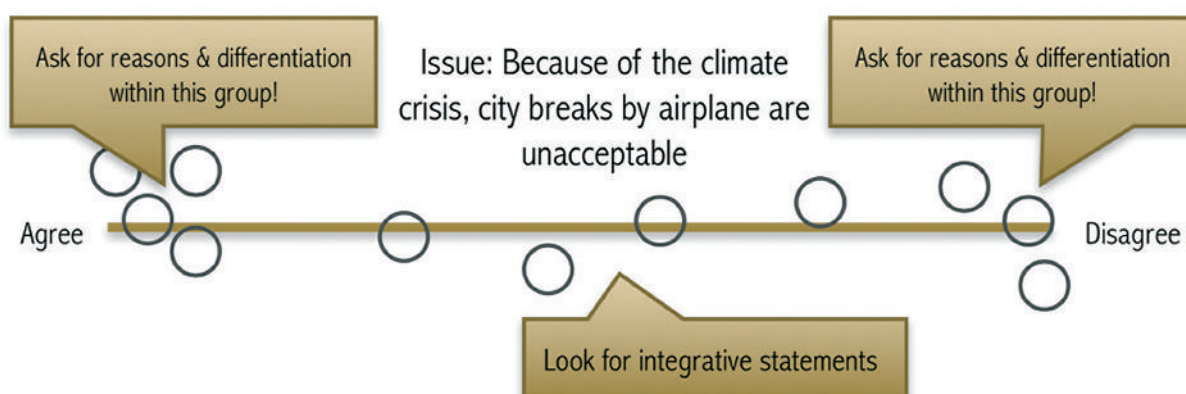 Ask for reasons & differentiation
within this group!
Issue: Because of the climate
crisis, city breaks by airplane are
unacceptable
Ask for reasons & differentiation
within this group!
Agree
Disagree
Look for integrative statements